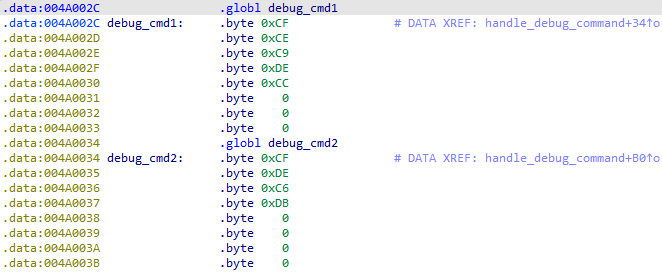 .data:004A002C .globl debug_cmd1
.data:004A002C debug_cmd1: .byte 0xCF # DATA XREF: handle_debug_command+34↑o
.data:004A002D .byte 0xCE
.data:004A002E .byte 0xC9
.data:004A002F .byte 0xDE
.data:004A0030 .byte 0xCC
.data:004A0031 .byte 0
.data:004A0032 .byte 0
.data:004A0033 .byte 0
.data:004A0034 .globl debug_cmd2
.data:004A0034 debug_cmd2: .byte 0xCF # DATA XREF: handle_debug_command+B0↑o
.data:004A0035 .byte 0xDE
.data:004A0036 .byte 0xC6
.data:004A0037 .byte 0xDB
.data:004A0038 .byte 0
.data:004A0039 .byte 0
.data:004A003A .byte 0
.data:004A003B .byte 0